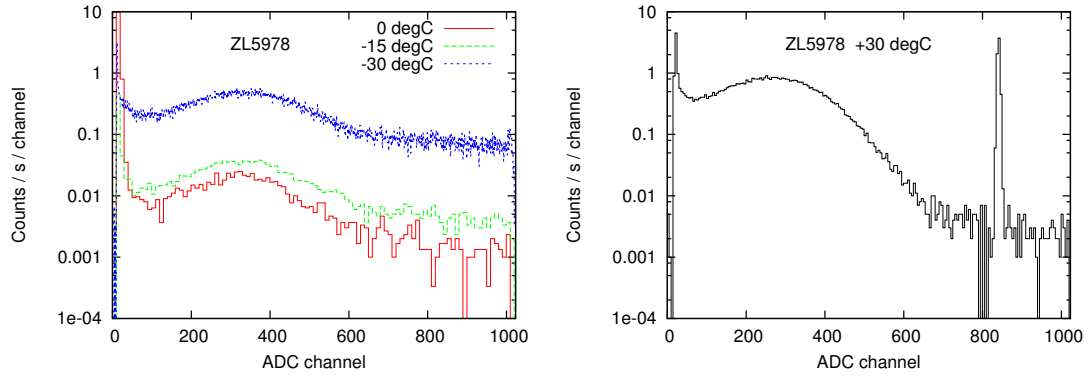 10
1
0.1
0.01
0.001
1e-04
0 200 400 600 800 1000
ADC channel
Counts / s / channel
ZL5978
0 degC
-15 degC
-30 degC
10
1
0.1
0.01
0.001
1e-04
0 200 400 600 800 1000
ADC channel
Counts / s / channel
ZL5978 +30 degC